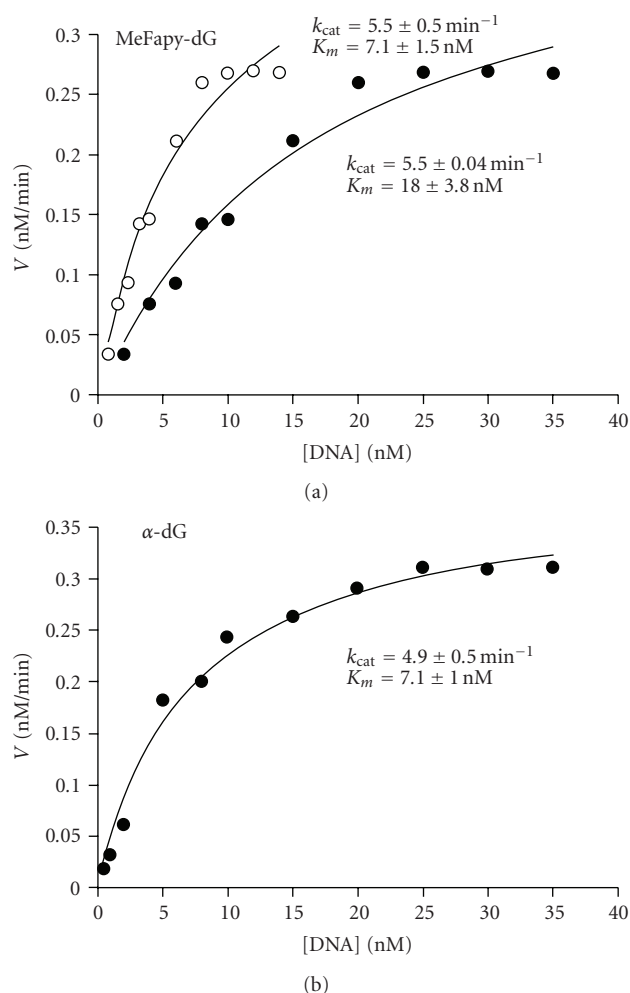 MeFapy-dG
k_cat = 5.5 ± 0.5 min⁻¹
K_m = 7.1 ± 1.5 nM
k_cat = 5.5 ± 0.04 min⁻¹
K_m = 18 ± 3.8 nM
V (nM/min)
0.3
0.25
0.2
0.15
0.1
0.05
0
0 5 10 15 20 25 30 35 40
[DNA] (nM)
(a)
α-dG
k_cat = 4.9 ± 0.5 min⁻¹
K_m = 7.1 ± 1 nM
V (nM/min)
0.35
0.3
0.25
0.2
0.15
0.1
0.05
0
0 5 10 15 20 25 30 35 40
[DNA] (nM)
(b)